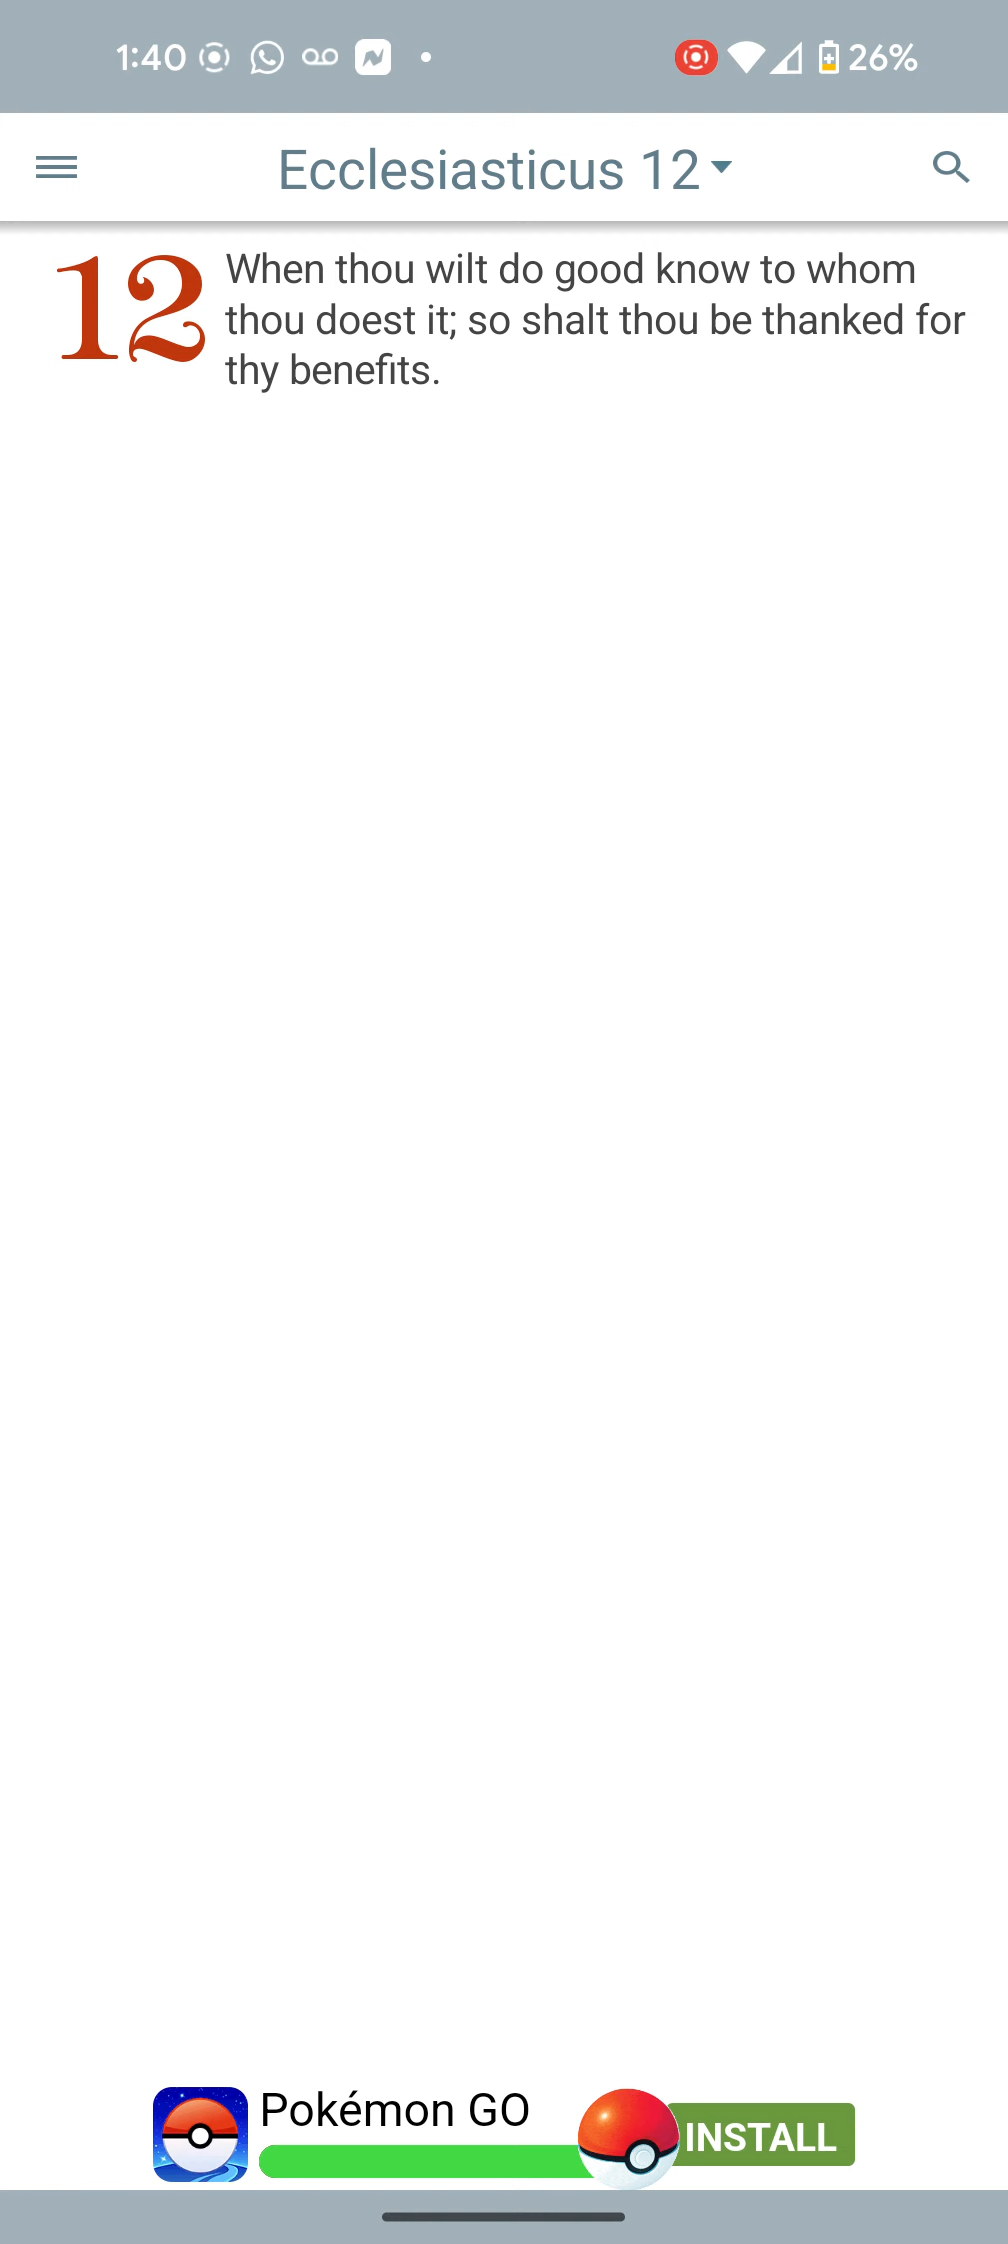 1:40
26%
Ecclesiasticus 12
12 When thou wilt do good know to whom
thou doest it; so shalt thou be thanked for
thy benefits.
Pokémon GO
INSTALL